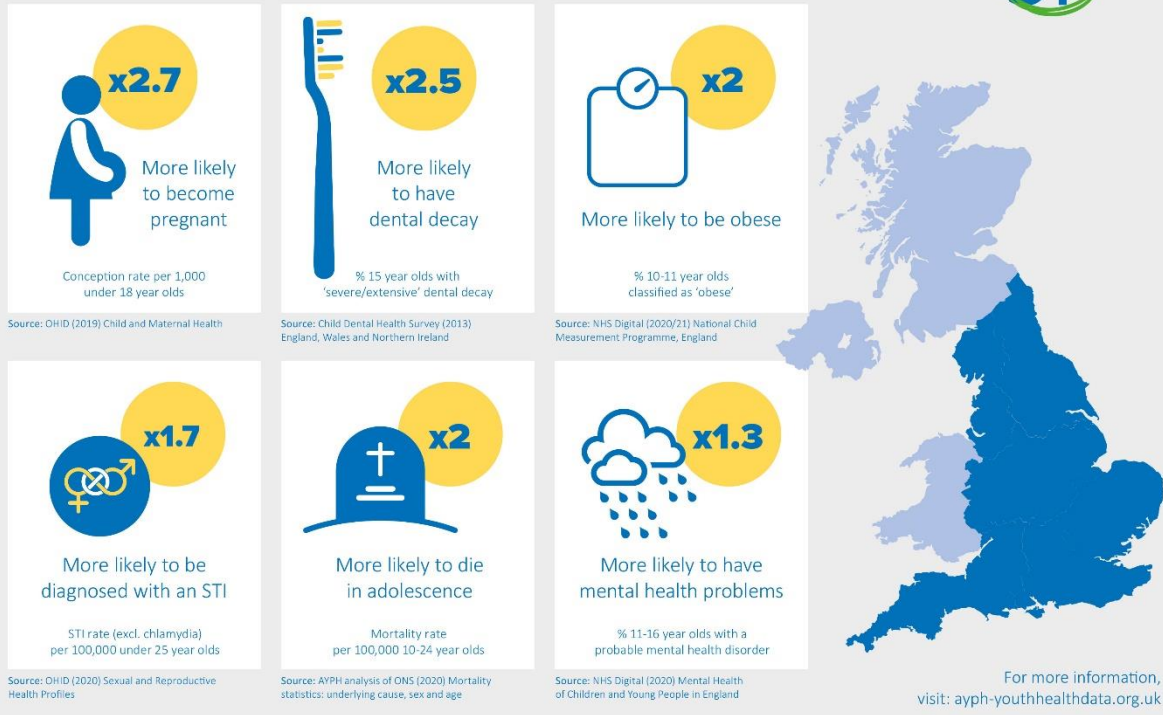 x2.7
More likely
to become
pregnant
Conception rate per 1,000
under 18 year olds
Source: OHID (2019) Child and Maternal Health
x2.5
More likely
to have
dental decay
% 15 year olds with
'severe/extensive' dental decay
Source: Child Dental Health Survey (2013)
England, Wales and Northern Ireland
x2
More likely to be obese
% 10-11 year olds
classified as 'obese'
Source: NHS Digital (2020/21) National Child
Measurement Programme, England
x1.7
More likely to be
diagnosed with an STI
STI rate (excl. chlamydia)
per 100,000 under 25 year olds
Source: OHID (2020) Sexual and Reproductive
Health Profiles
x2
More likely to die
in adolescence
Mortality rate
per 100,000 10-24 year olds
Source: AYPH analysis of ONS (2020) Mortality
statistics: underlying cause, sex and age
x1.3
More likely to have
mental health problems
% 11-16 year olds with a
probable mental health disorder
Source: NHS Digital (2020) Mental Health
of Children and Young People in England
For more information,
visit: ayph-youthhealthdata.org.uk